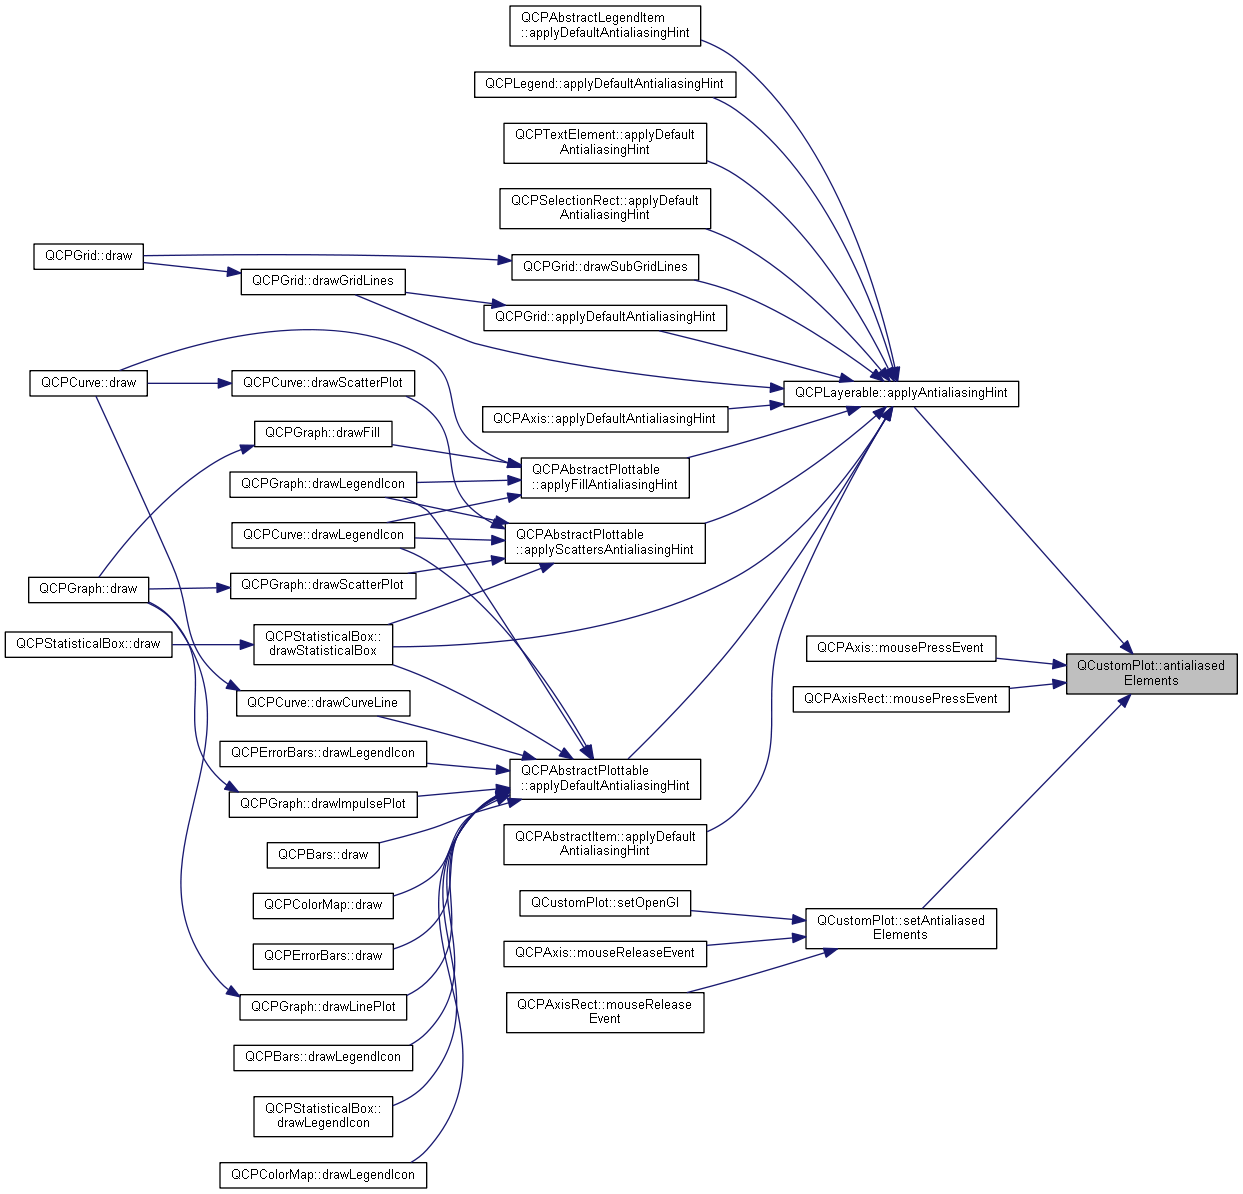 QCPAbstractLegendItem
::applyDefaultAntialiasingHint
QCPLegend::applyDefaultAntialiasingHint
QCPTextElement::applyDefault
AntialiasingHint
QCPSelectionRect::applyDefault
AntialiasingHint
QCPGrid::draw
QCPGrid::drawSubGridLines
QCPGrid::drawGridLines
QCPGrid::applyDefaultAntialiasingHint
QCPCurve::draw
QCPCurve::drawScatterPlot
QCPLayerable::applyAntialiasingHint
QCPAxis::applyDefaultAntialiasingHint
QCPGraph::drawFill
QCPAbstractPlottable
::applyFillAntialiasingHint
QCPGraph::drawLegendIcon
QCPCurve::drawLegendIcon
QCPAbstractPlottable
::applyScattersAntialiasingHint
QCPGraph::draw
QCPGraph::drawScatterPlot
QCPStatisticalBox::draw
QCPStatisticalBox::
drawStatisticalBox
QCPAxis::mousePressEvent
QCustomPlot::antialiased
Elements
QCPAxisRect::mousePressEvent
QCPCurve::drawCurveLine
QCPErrorBars::drawLegendIcon
QCPAbstractPlottable
::applyDefaultAntialiasingHint
QCPGraph::drawImpulsePlot
QCPBars::draw
QCPAbstractItem::applyDefault
AntialiasingHint
QCPColorMap::draw
QCustomPlot::setOpenGl
QCustomPlot::setAntialiased
Elements
QCPErrorBars::draw
QCPAxis::mouseReleaseEvent
QCPGraph::drawLinePlot
QCPAxisRect::mouseRelease
Event
QCPBars::drawLegendIcon
QCPStatisticalBox::
drawLegendIcon
QCPColorMap::drawLegendIcon